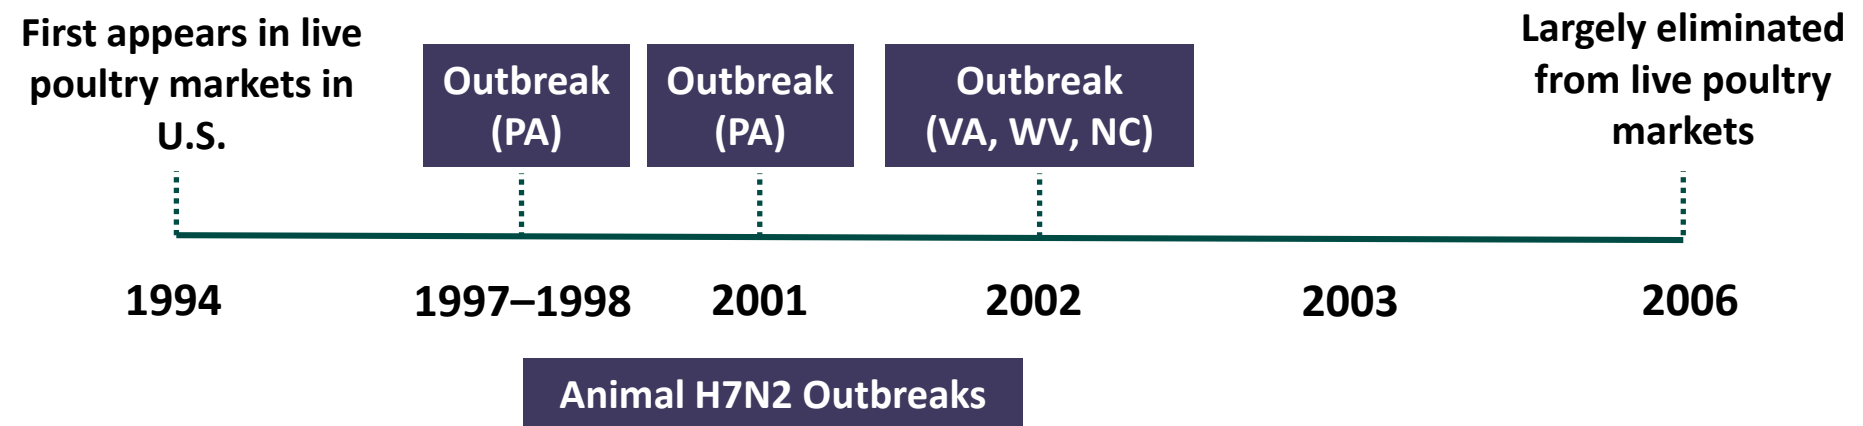 First appears in live
poultry markets in
U.S.
Outbreak
(PA)
Outbreak
(PA)
Outbreak
(VA, WV, NC)
Largely eliminated
from live poultry
markets
1994
1997–1998
2001
2002
2003
2006
Animal H7N2 Outbreaks